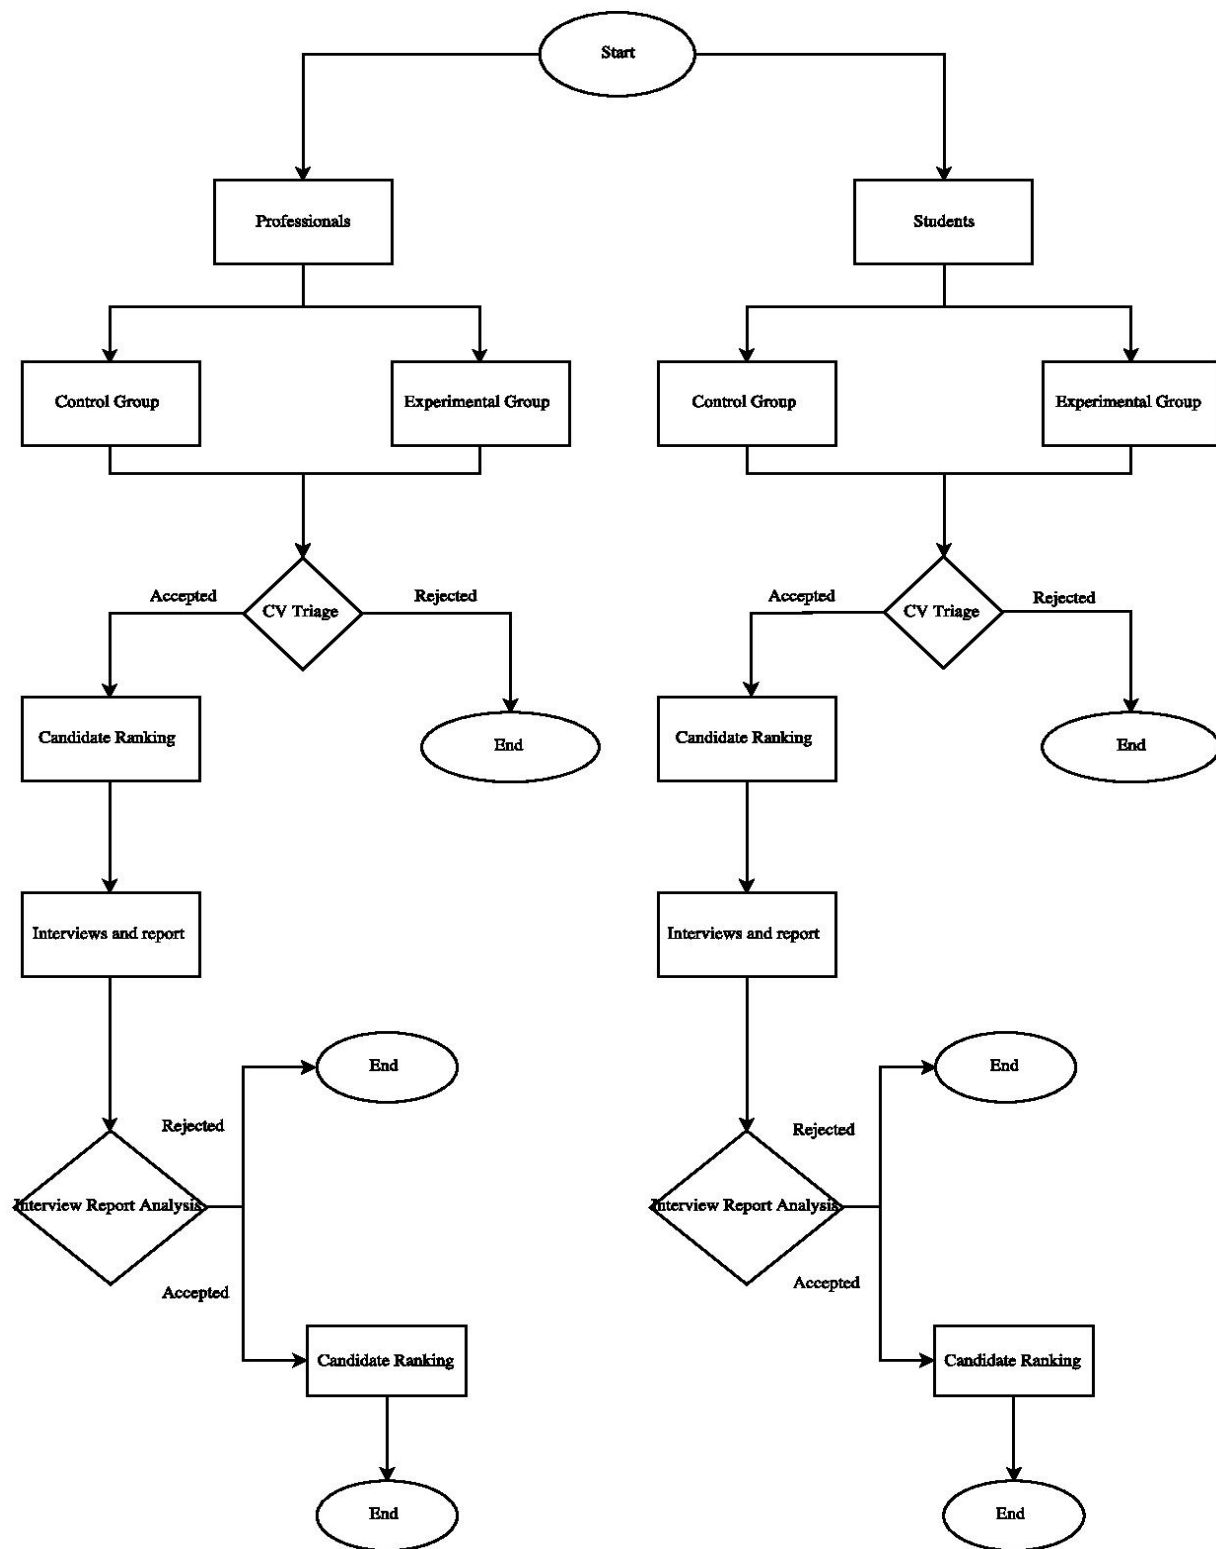 Start
Professionals
Students
Control Group
Experimental Group
Control Group
Experimental Group
Accepted
CV Triage
Rejected
Accepted
CV Triage
Rejected
Candidate Ranking
End
Candidate Ranking
End
Interviews and report
Interviews and report
End
End
Rejected
Rejected
Interview Report Analysis
Interview Report Analysis
Accepted
Accepted
Candidate Ranking
Candidate Ranking
End
End